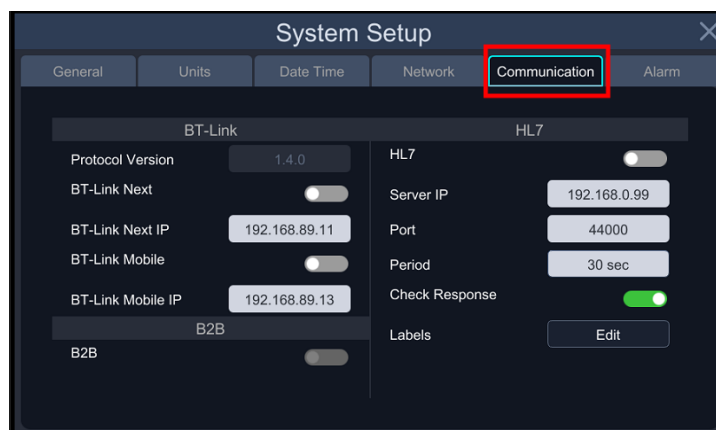 System Setup
General Units Date Time Network Communication Alarm
BT-Link
Protocol Version 1.4.0
BT-Link Next
BT-Link Next IP 192.168.89.11
BT-Link Mobile
BT-Link Mobile IP 192.168.89.13
B2B
B2B
HL7
HL7
Server IP 192.168.0.99
Port 44000
Period 30 sec
Check Response
Labels Edit